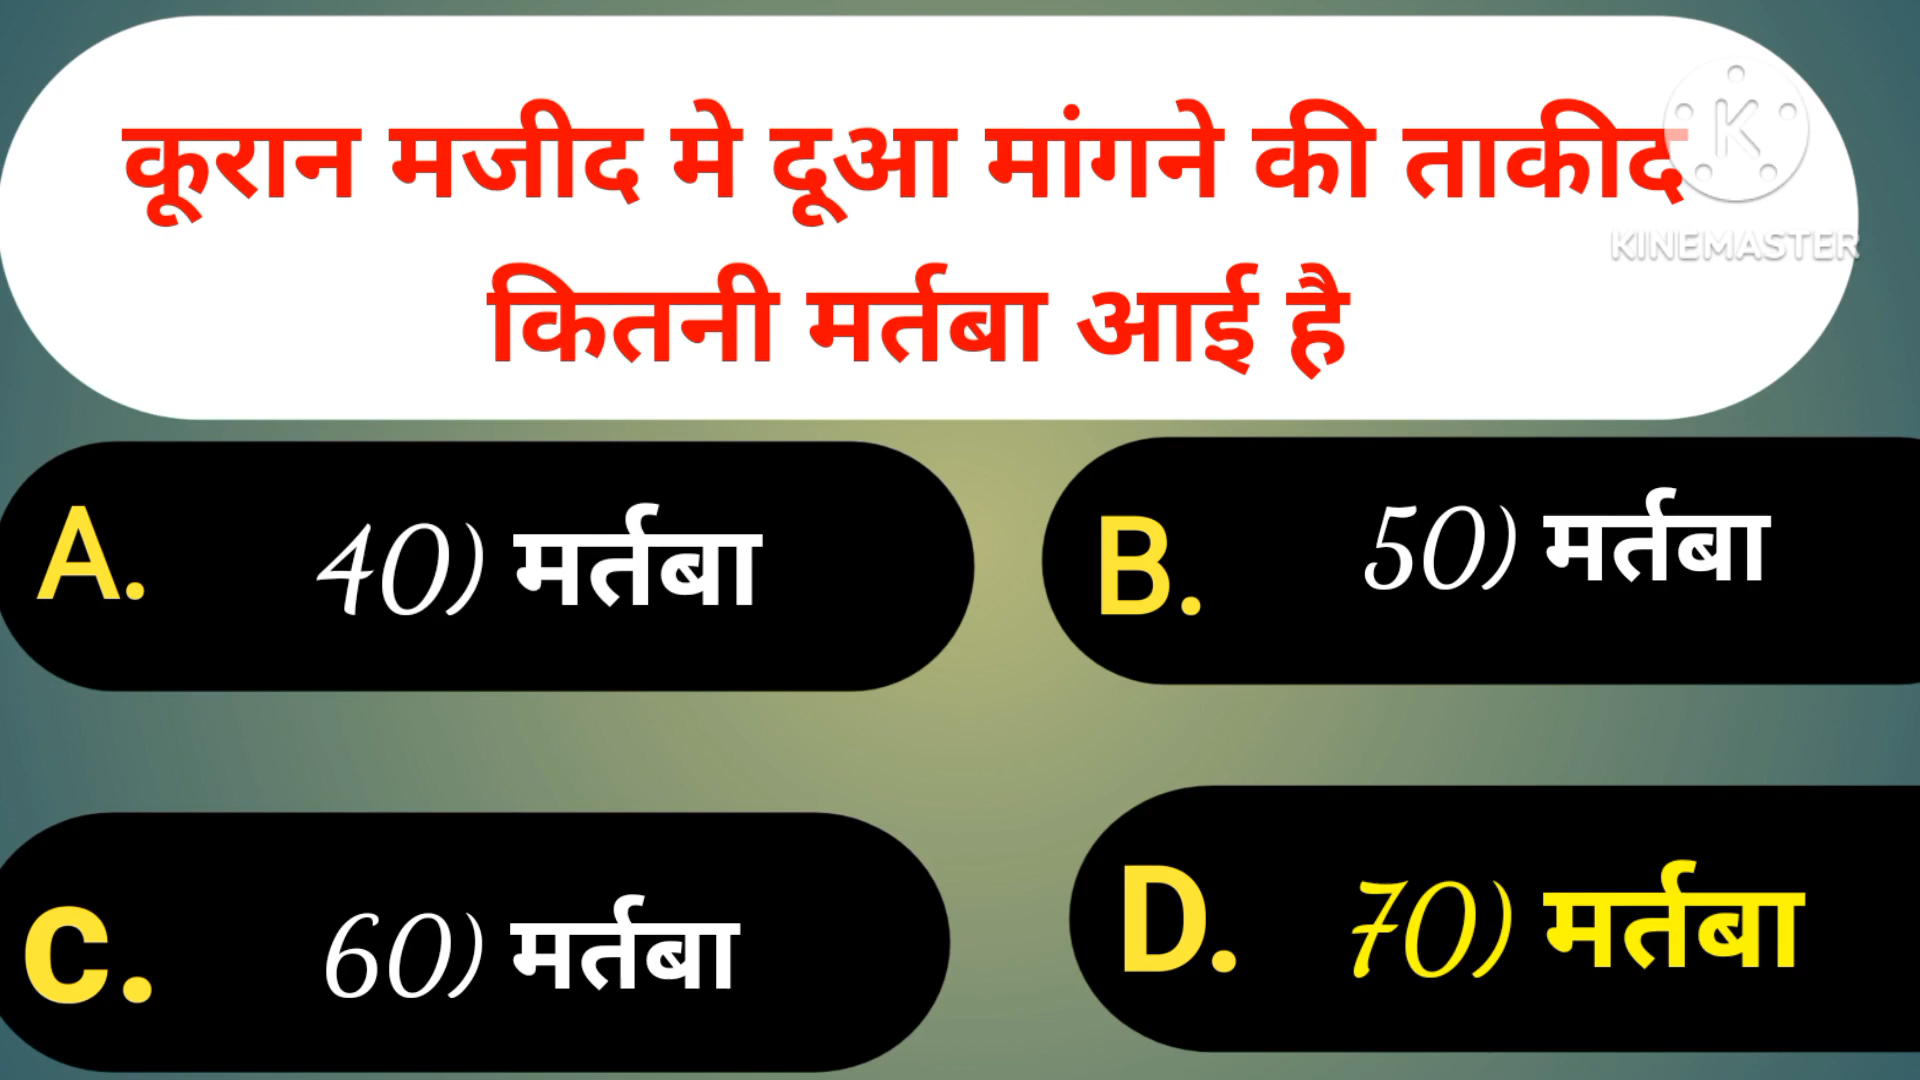 कूरान मजीद मे दूआ मांगने की ताकीद
कितनी मर्तबा आई है
KINEMASTER
A. 40) मर्तबा
B. 50) मर्तबा
C. 60) मर्तबा
D. 70) मर्तबा